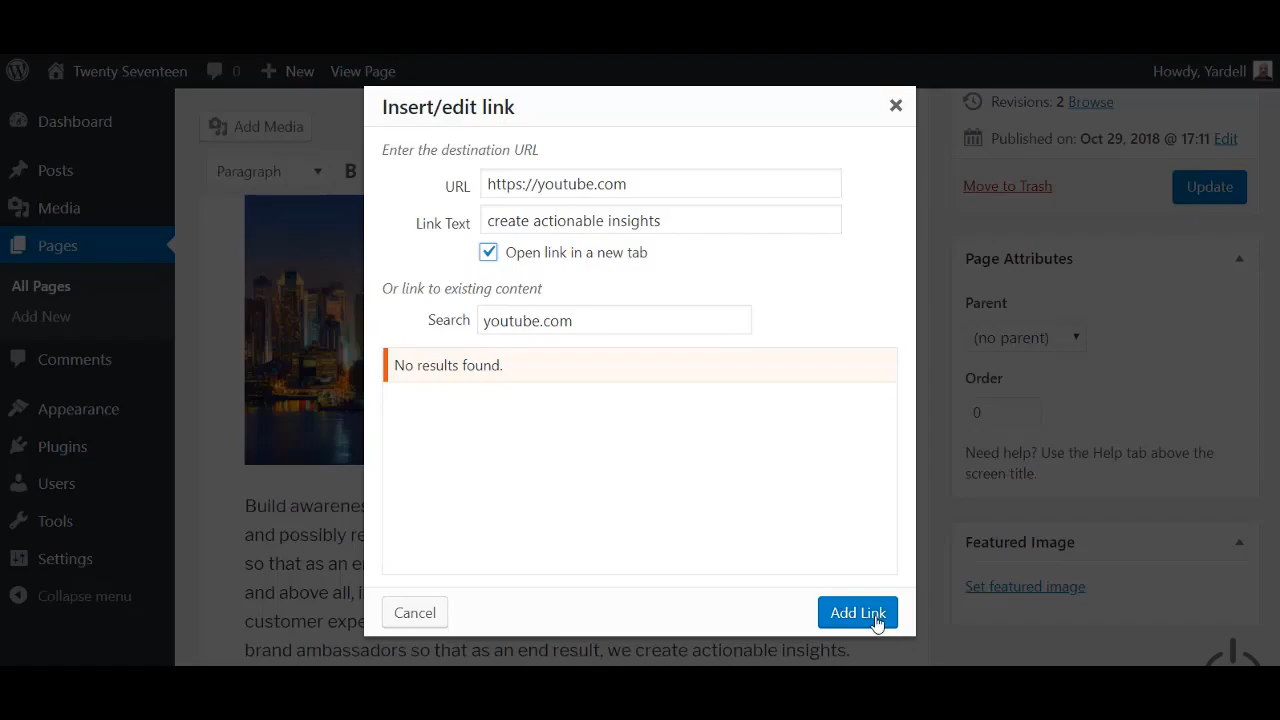 Twenty Seventeen 0 New View Page Howdy, Yardell
Dashboard
Posts
Media
Pages
All Pages
Add New
Comments
Appearance
Plugins
Users
Tools
Settings
Collapse menu
Add Media
Paragraph B
Build awarenes
and possibly re
so that as an e
and above all, i
customer expe
brand ambassadors so that as an end result, we create actionable insights.
Insert/edit link
Enter the destination URL
URL https://youtube.com
Link Text create actionable insights
Open link in a new tab
Or link to existing content
Search youtube.com
No results found.
Cancel Add Link
Revisions: 2 Browse
Published on: Oct 29, 2018 @ 17:11 Edit
Move to Trash Update
Page Attributes
Parent
(no parent)
Order
0
Need help? Use the Help tab above the
screen title.
Featured Image
Set featured image